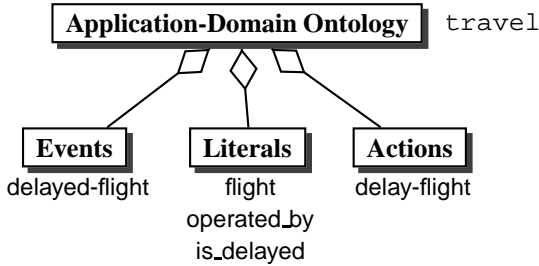 Application-Domain Ontology travel
Events Literals Actions
delayed-flight flight delay-flight
operated_by
is_delayed